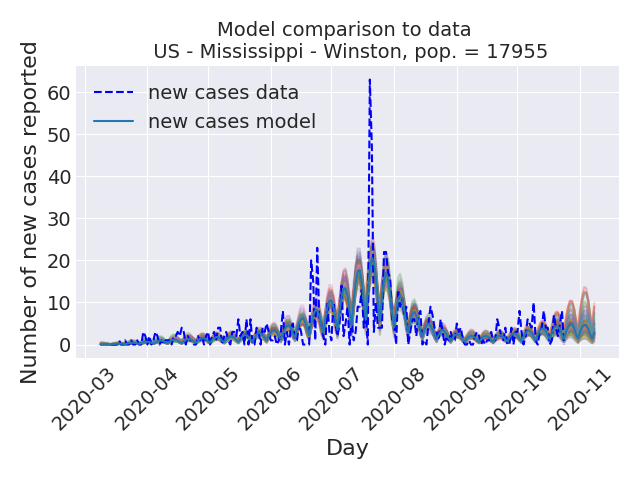 Model comparison to data
US - Mississippi - Winston, pop. = 17955
Number of new cases reported
60
50
40
30
20
10
0
new cases data
new cases model
2020-03
2020-04
2020-05
2020-06
2020-07
2020-08
2020-09
2020-10
2020-11
Day